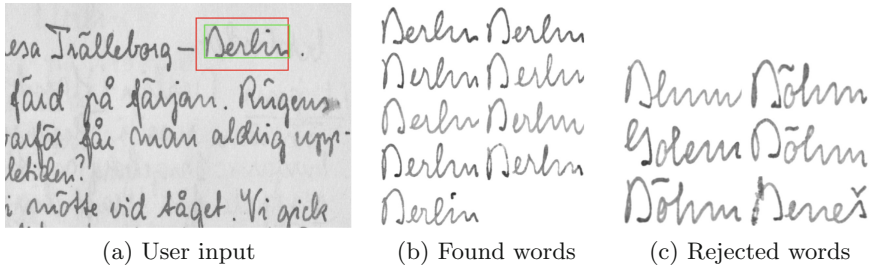 esa Trälleborg – Berlin.
färd på färjan. Rügens
varför får man aldrig upp-
letiden?
i mötte vid tåget. Vi gick
(a) User input
Berlin Berlin
Berlin Berlin
Berlin Berlin
Berlin Berlin
Berlin
(b) Found words
Böhm
Golem Böhm
Böhm Beneš
(c) Rejected words